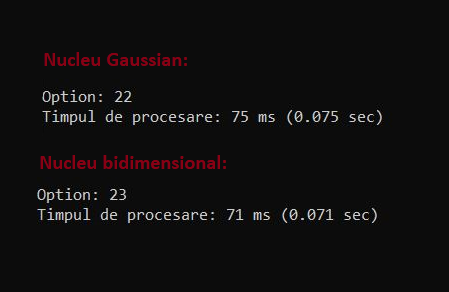 Nucleu Gaussian:
Option: 22
Timpul de procesare: 75 ms (0.075 sec)
Nucleu bidimensional:
Option: 23
Timpul de procesare: 71 ms (0.071 sec)